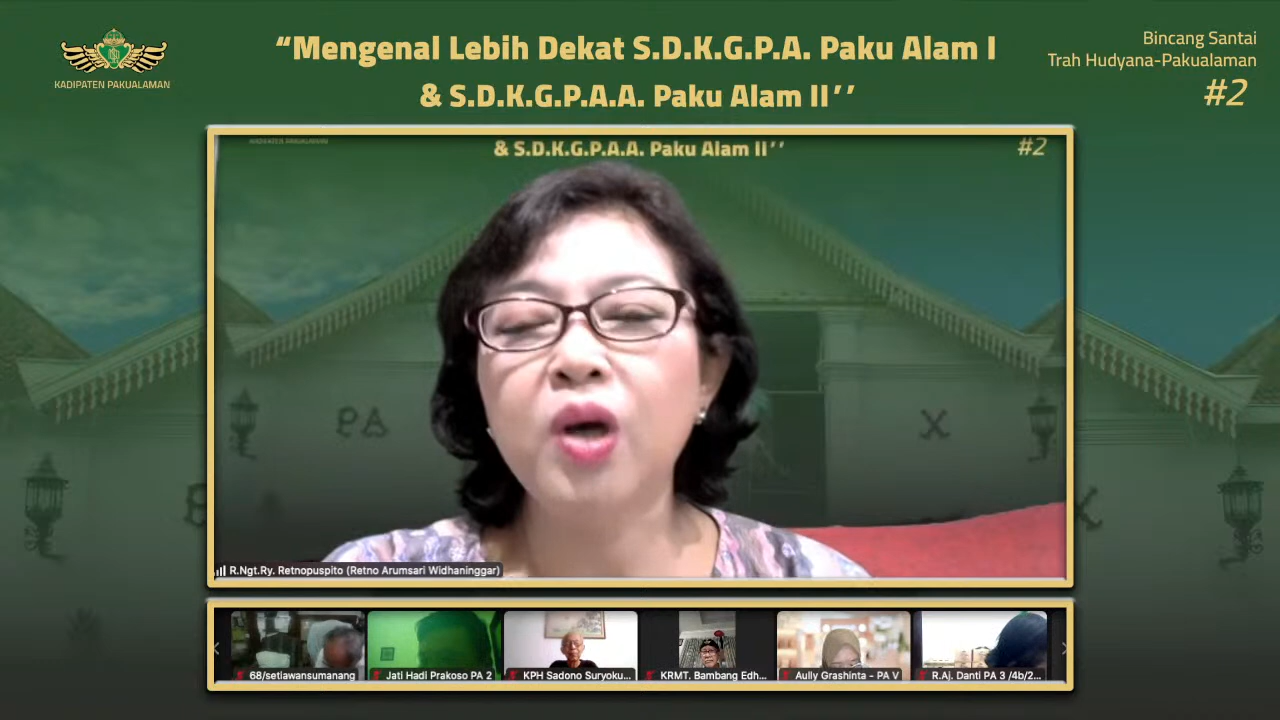 KADIPATEN PAKUALAMAN
“Mengenal Lebih Dekat S.D.K.G.P.A. Paku Alam I
& S.D.K.G.P.A.A. Paku Alam II’’
Bincang Santai
Trah Hudyana-Pakualaman
#2
& S.D.K.G.P.A.A. Paku Alam II’’
#2
PA
X
R.Ngt.Ry. Retnopuspito (Retno Arumsari Widhaninggar)
68/setiawansumanang
Jati Hadi Prakoso PA 2
KPH Sadono Suryoku...
KRMT. Bambang Edh...
Aully Grashinta - PA V
R.Aj. Danti PA 3 /4b/2...